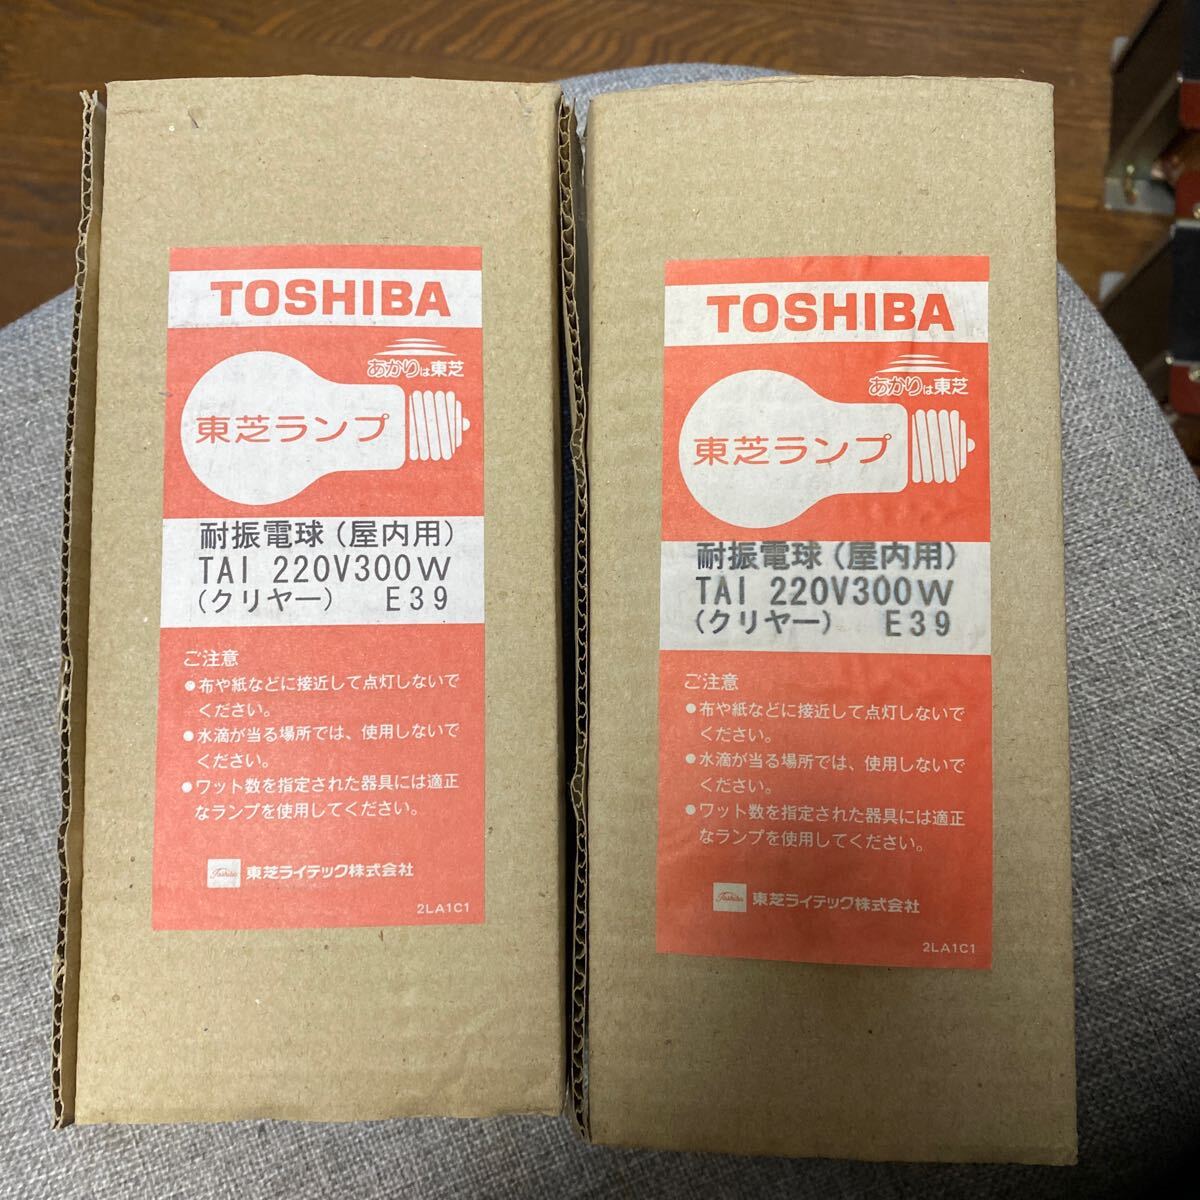 TOSHIBA
あかりは東芝
東芝ランプ
耐振電球(屋内用)
TAI 220V300W
(クリヤー) E39
ご注意
●布や紙などに接近して点灯しないで
ください。
●水滴が当る場所では、使用しないで
ください。
●ワット数を指定された器具には適正
なランプを使用してください。
Toshiba 東芝ライテック株式会社
2LA1C1
TOSHIBA
あかりは東芝
東芝ランプ
耐振電球(屋内用)
TAI 220V300W
(クリヤー) E39
ご注意
●布や紙などに接近して点灯しないで
ください。
●水滴が当る場所では、使用しないで
ください。
●ワット数を指定された器具には適正
なランプを使用してください。
Toshiba 東芝ライテック株式会社
2LA1C1